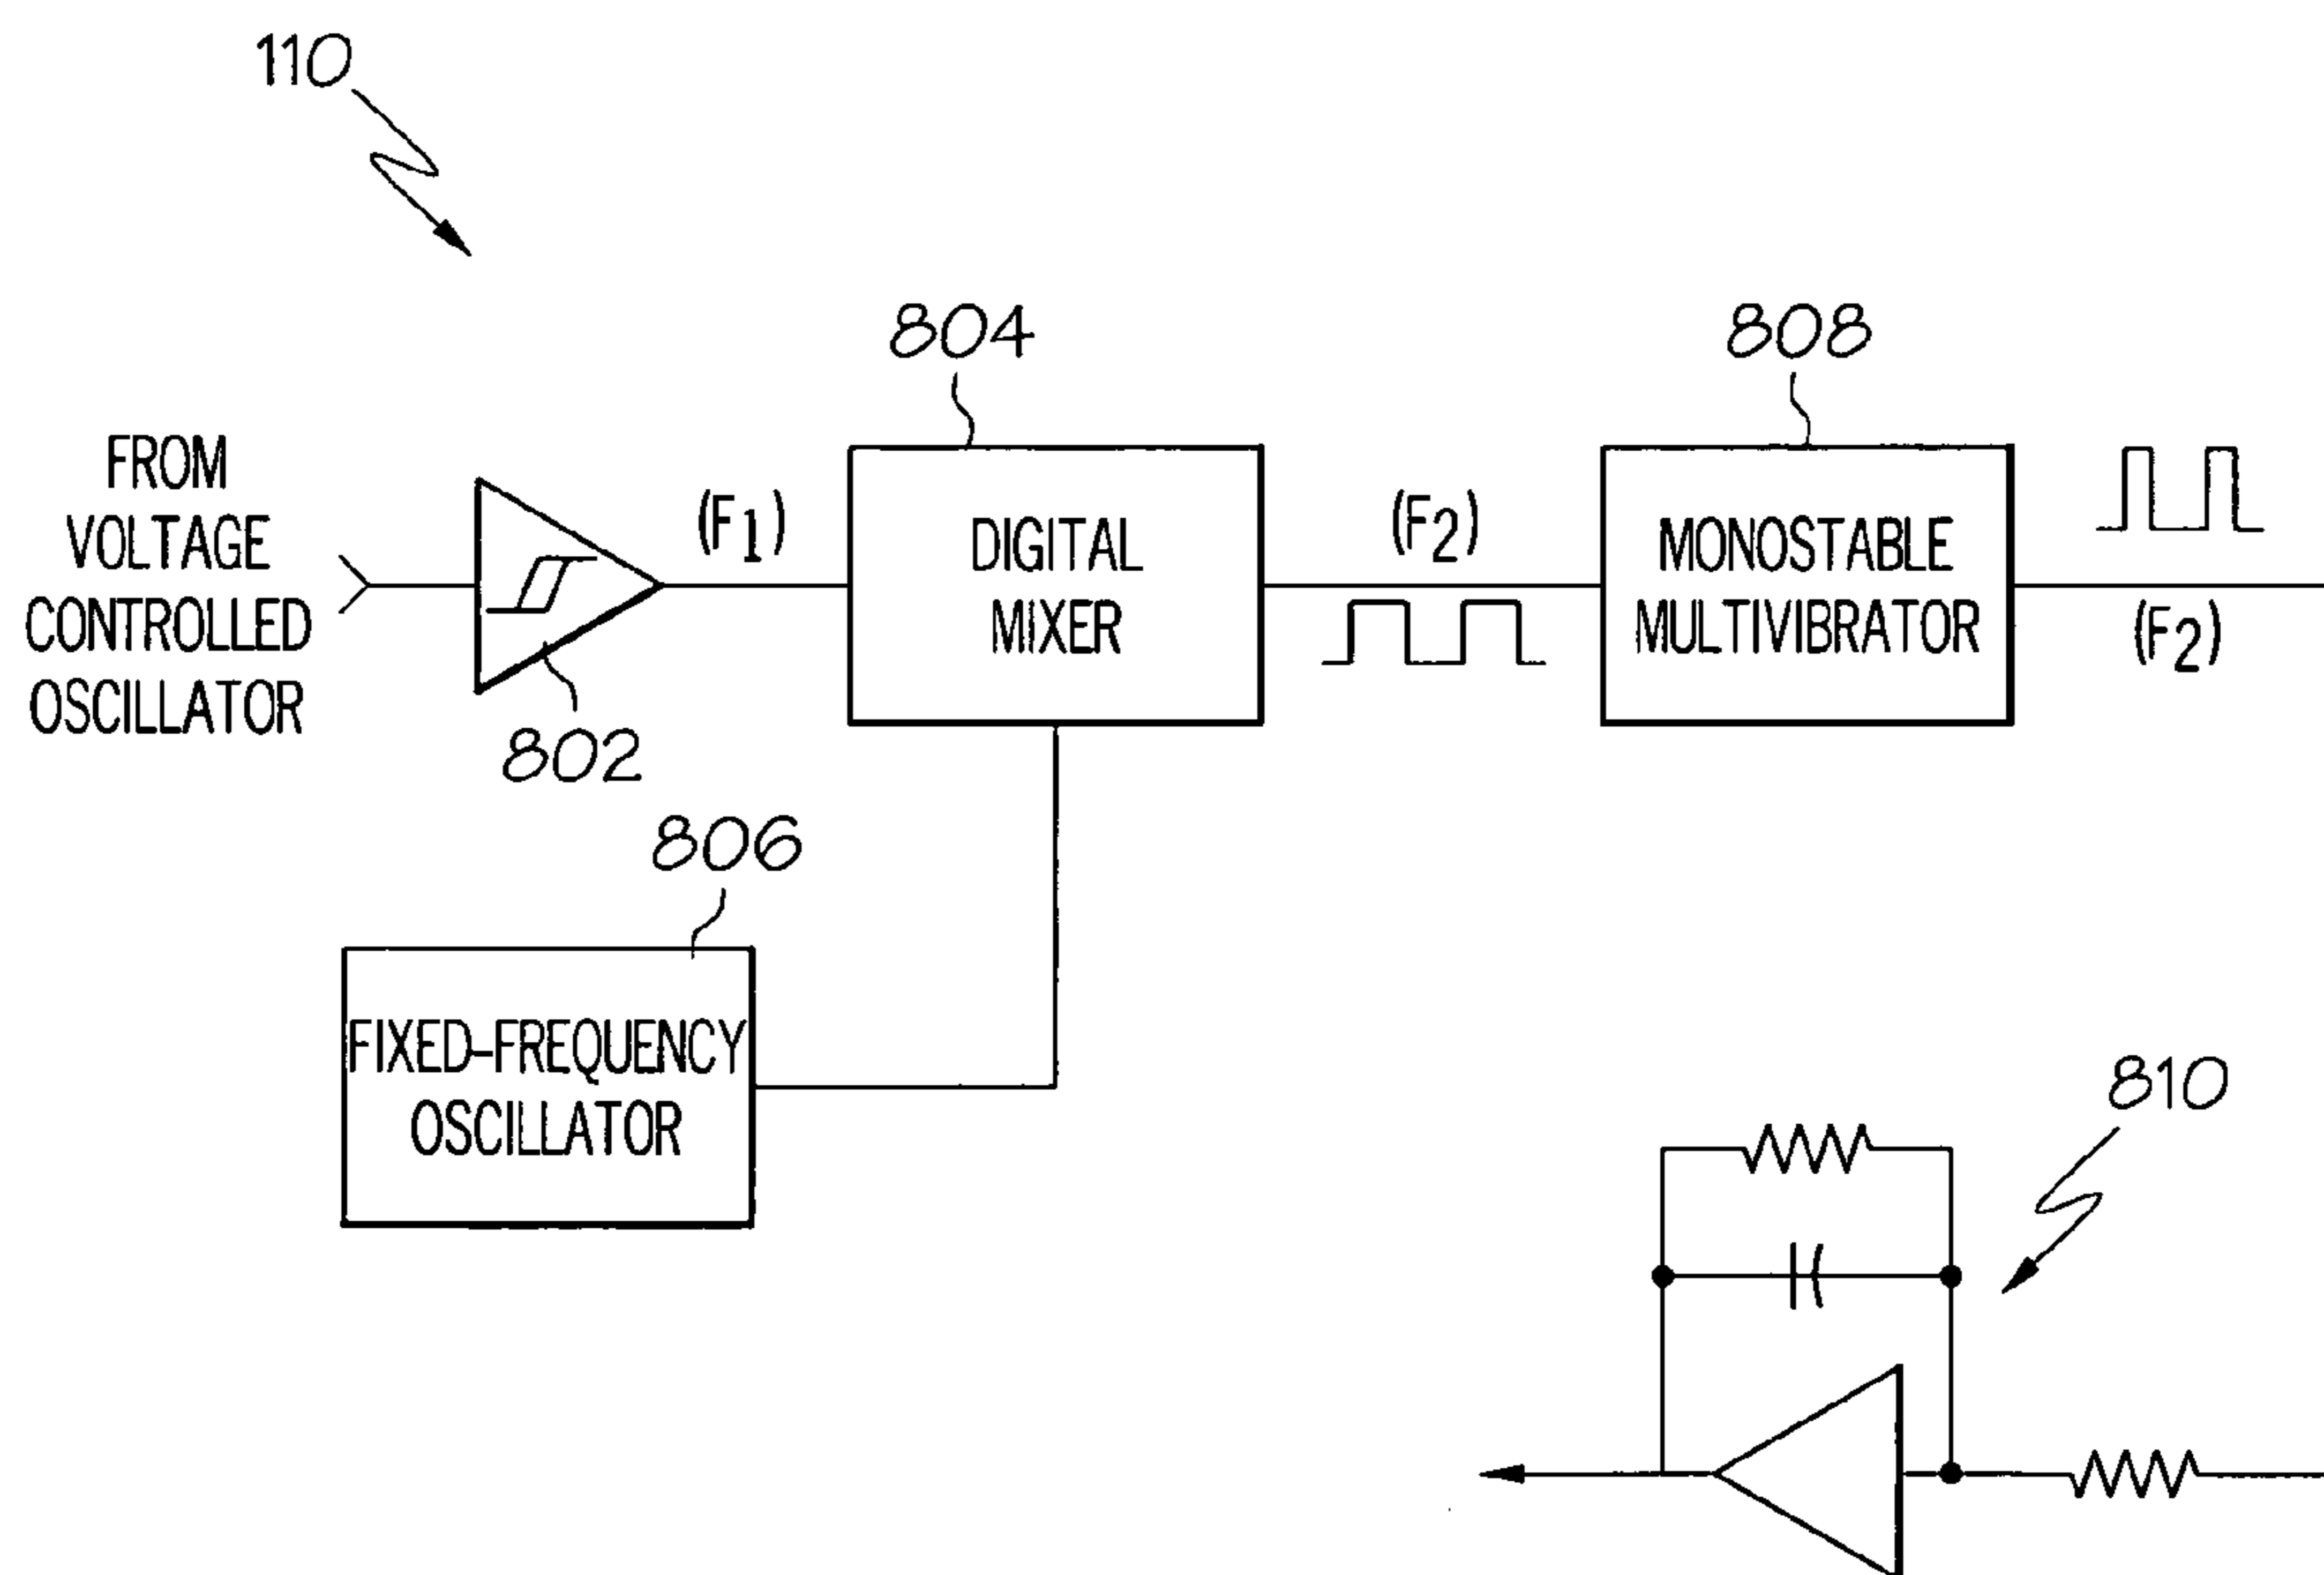 110
804
808
FROM
VOLTAGE
CONTROLLED
OSCILLATOR
(F1)
DIGITAL
MIXER
(F2)
MONOSTABLE
MULTIVIBRATOR
(F2)
802
806
FIXED-FREQUENCY
OSCILLATOR
810